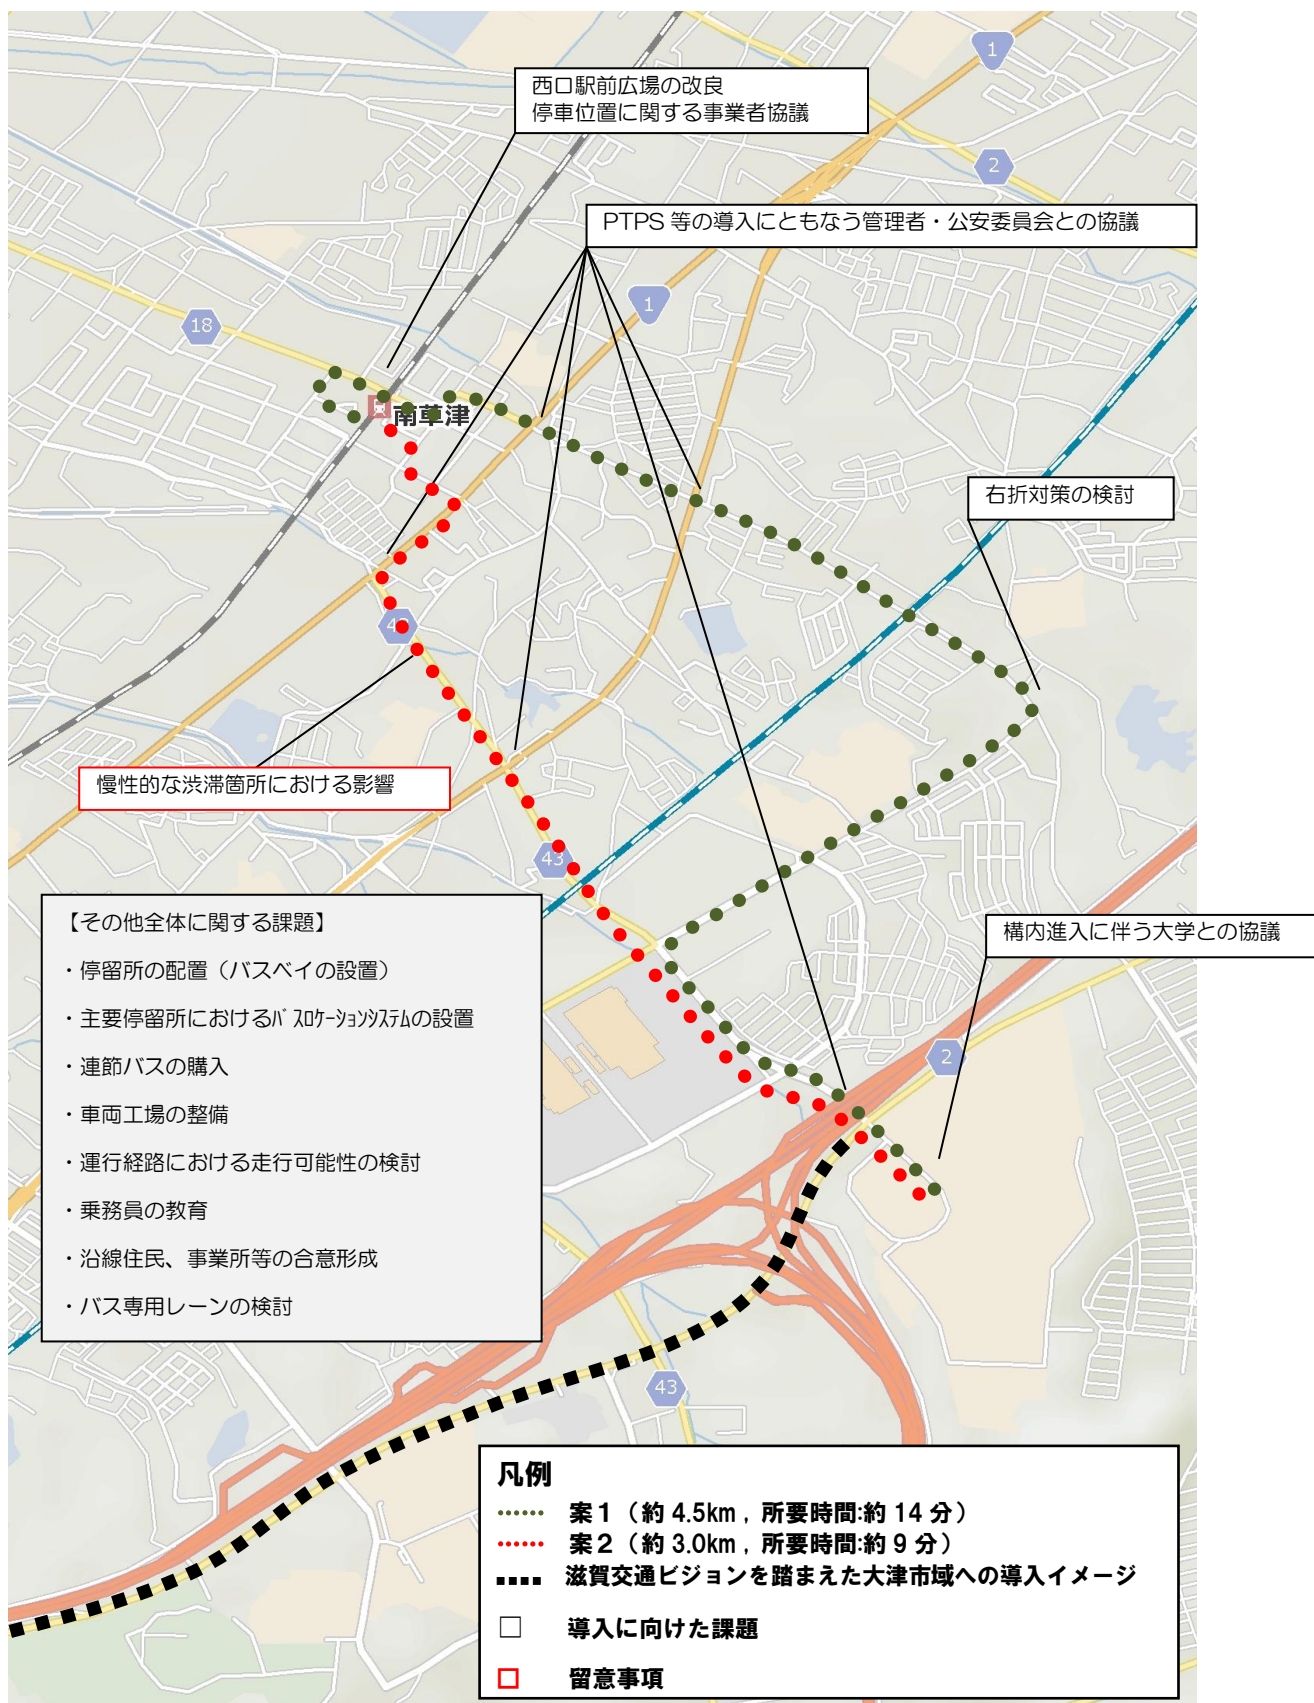 1
西口駅前広場の改良
停車位置に関する事業者協議
2
PTPS 等の導入にともなう管理者・公安委員会との協議
1
18
南草津
右折対策の検討
慢性的な渋滞箇所における影響
43
【その他全体に関する課題】
・停留所の配置（バスベイの設置）
・主要停留所におけるﾊﾞｽﾛｹｰｼｮﾝｼｽﾃﾑの設置
・連節バスの購入
・車両工場の整備
・運行経路における走行可能性の検討
・乗務員の教育
・沿線住民、事業所等の合意形成
・バス専用レーンの検討
構内進入に伴う大学との協議
2
43
凡例
案１（約 4.5km , 所要時間:約 14 分）
案２（約 3.0km , 所要時間:約 9 分）
滋賀交通ビジョンを踏まえた大津市域への導入イメージ
導入に向けた課題
留意事項